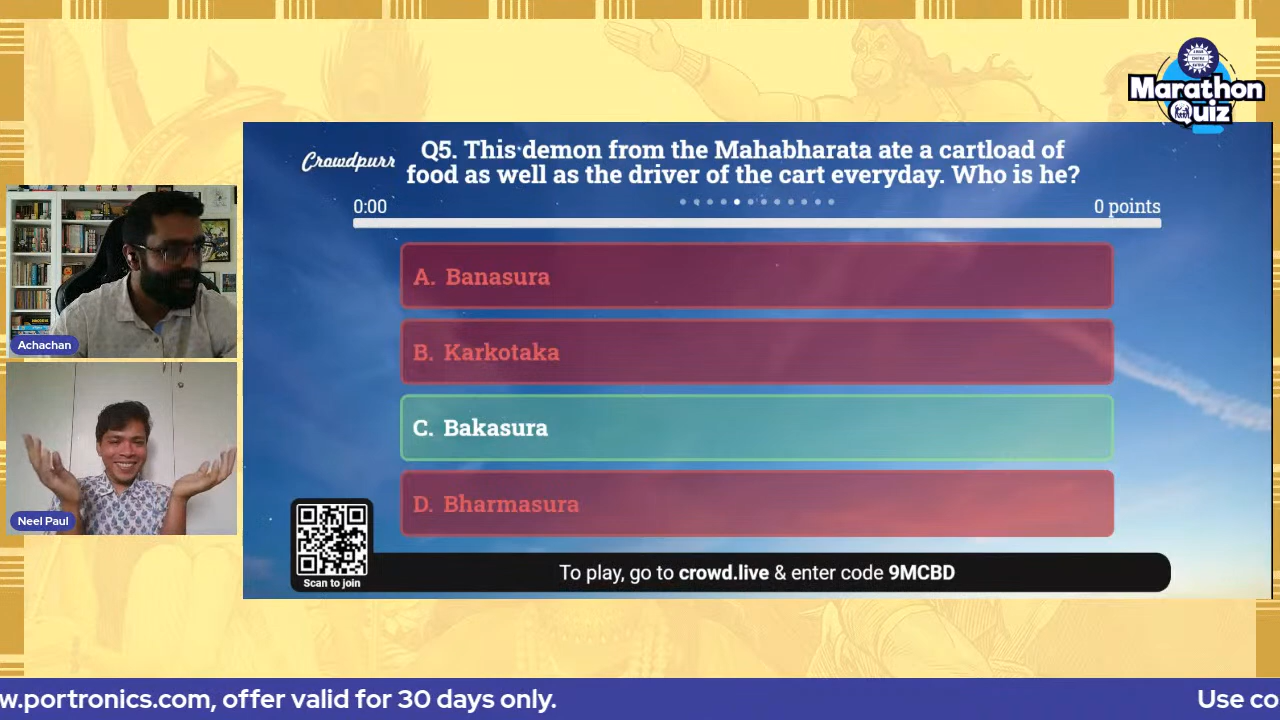 Marathon
Quiz
Crowdpurr
Q5. This demon from the Mahabharata ate a cartload of
food as well as the driver of the cart everyday. Who is he?
0:00
0 points
A. Banasura
B. Karkotaka
C. Bakasura
D. Bharmasura
Achachan
Neel Paul
Scan to join
To play, go to crowd.live & enter code 9MCBD
w.portronics.com, offer valid for 30 days only.
Use co